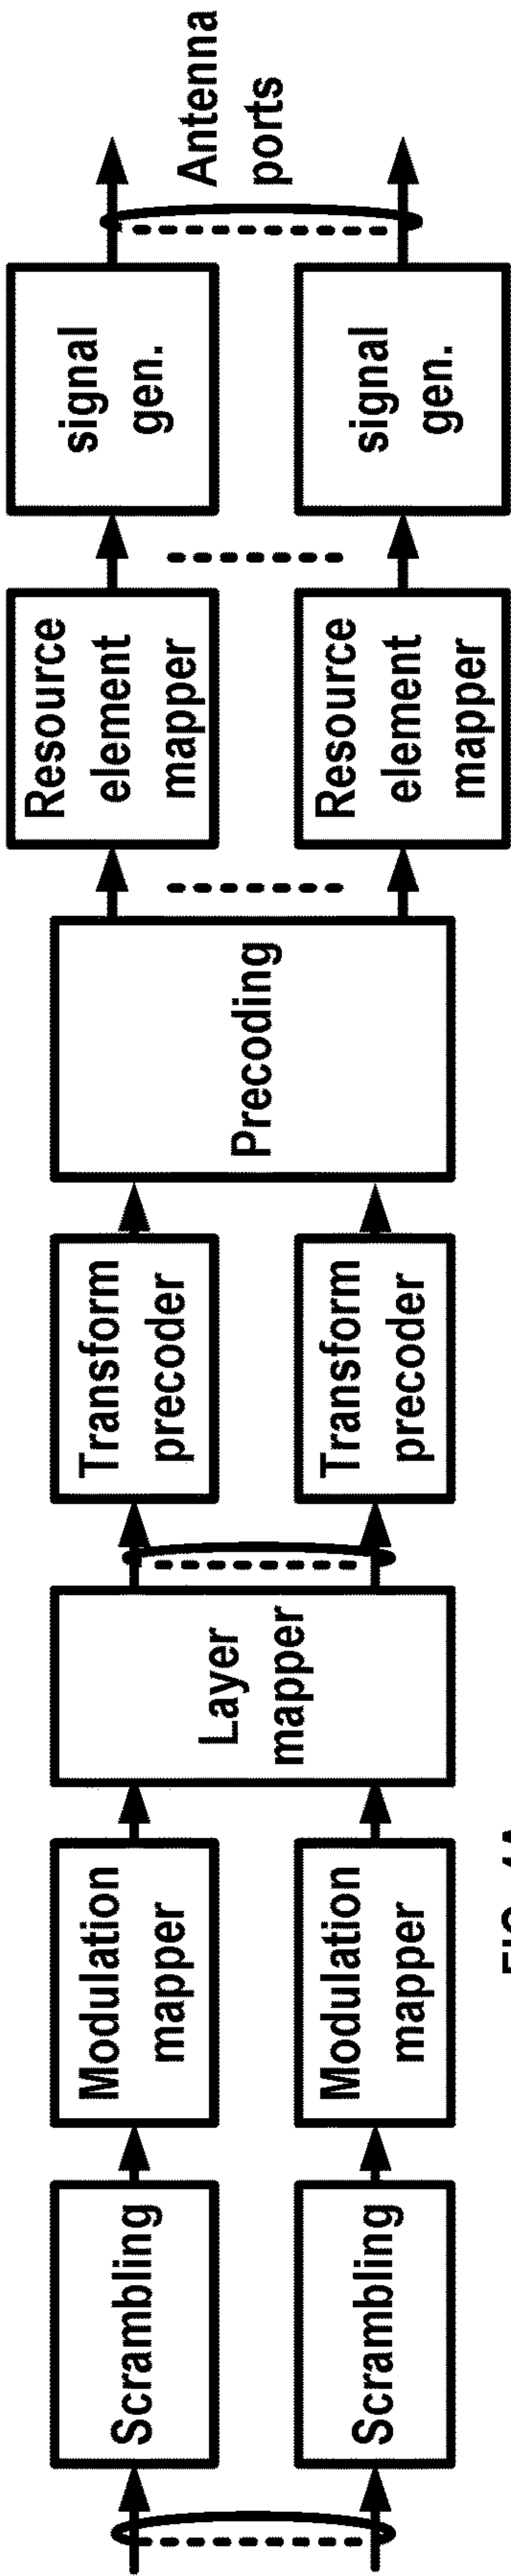 Scrambling
Scrambling
Modulation
mapper
Modulation
mapper
Layer
mapper
Transform
precoder
Transform
precoder
Precoding
Resource
element
mapper
Resource
element
mapper
signal
gen.
signal
gen.
Antenna
ports